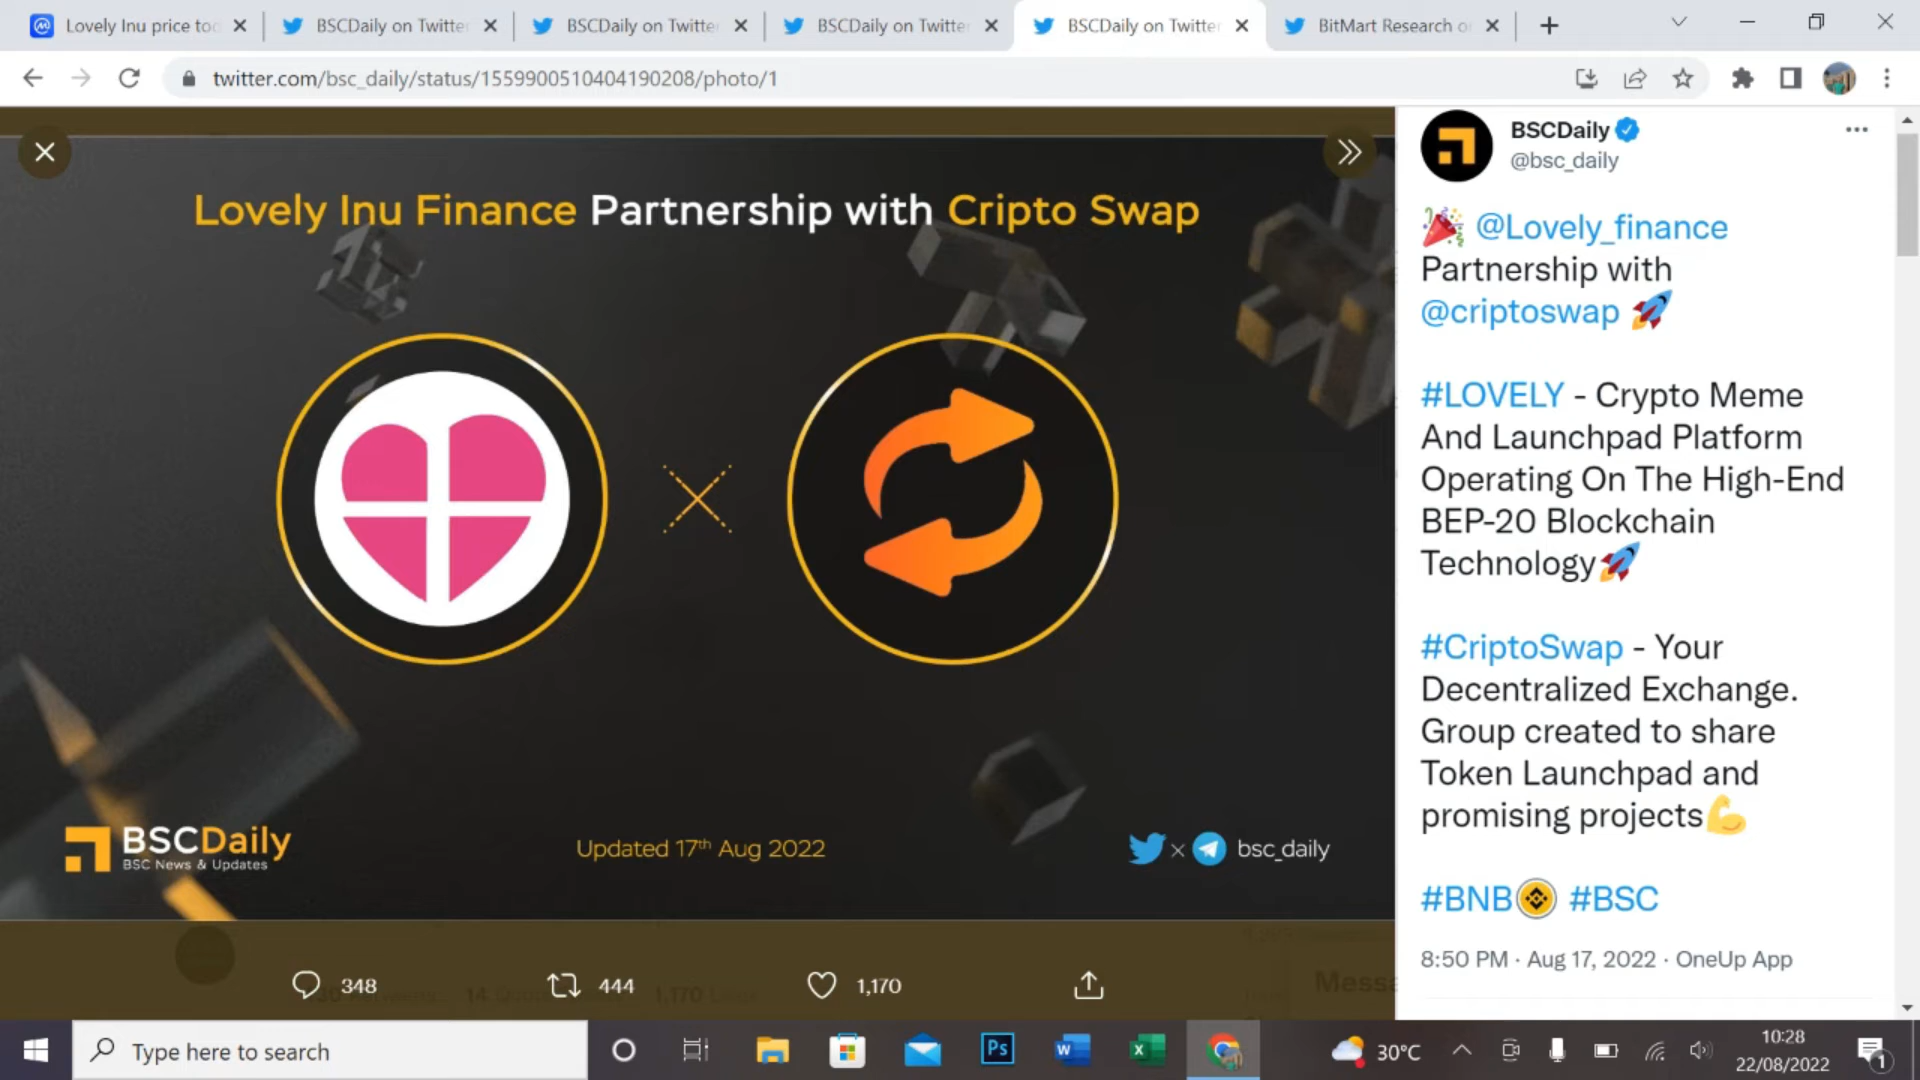 Lovely Inu price too
BSCDaily on Twitter
BSCDaily on Twitter
BSCDaily on Twitter
BSCDaily on Twitter
BitMart Research o
twitter.com/bsc_daily/status/1559900510404190208/photo/1
Lovely Inu Finance Partnership with Cripto Swap
BSCDaily
BSC News & Updates
Updated 17th Aug 2022
bsc_daily
348
444
1,170
BSCDaily
@bsc_daily
@Lovely_finance
Partnership with
@criptoswap
#LOVELY - Crypto Meme
And Launchpad Platform
Operating On The High-End
BEP-20 Blockchain
Technology
#CriptoSwap - Your
Decentralized Exchange.
Group created to share
Token Launchpad and
promising projects
#BNB #BSC
8:50 PM · Aug 17, 2022 · OneUp App
Type here to search
Ps
30°C
10:28
22/08/2022
1